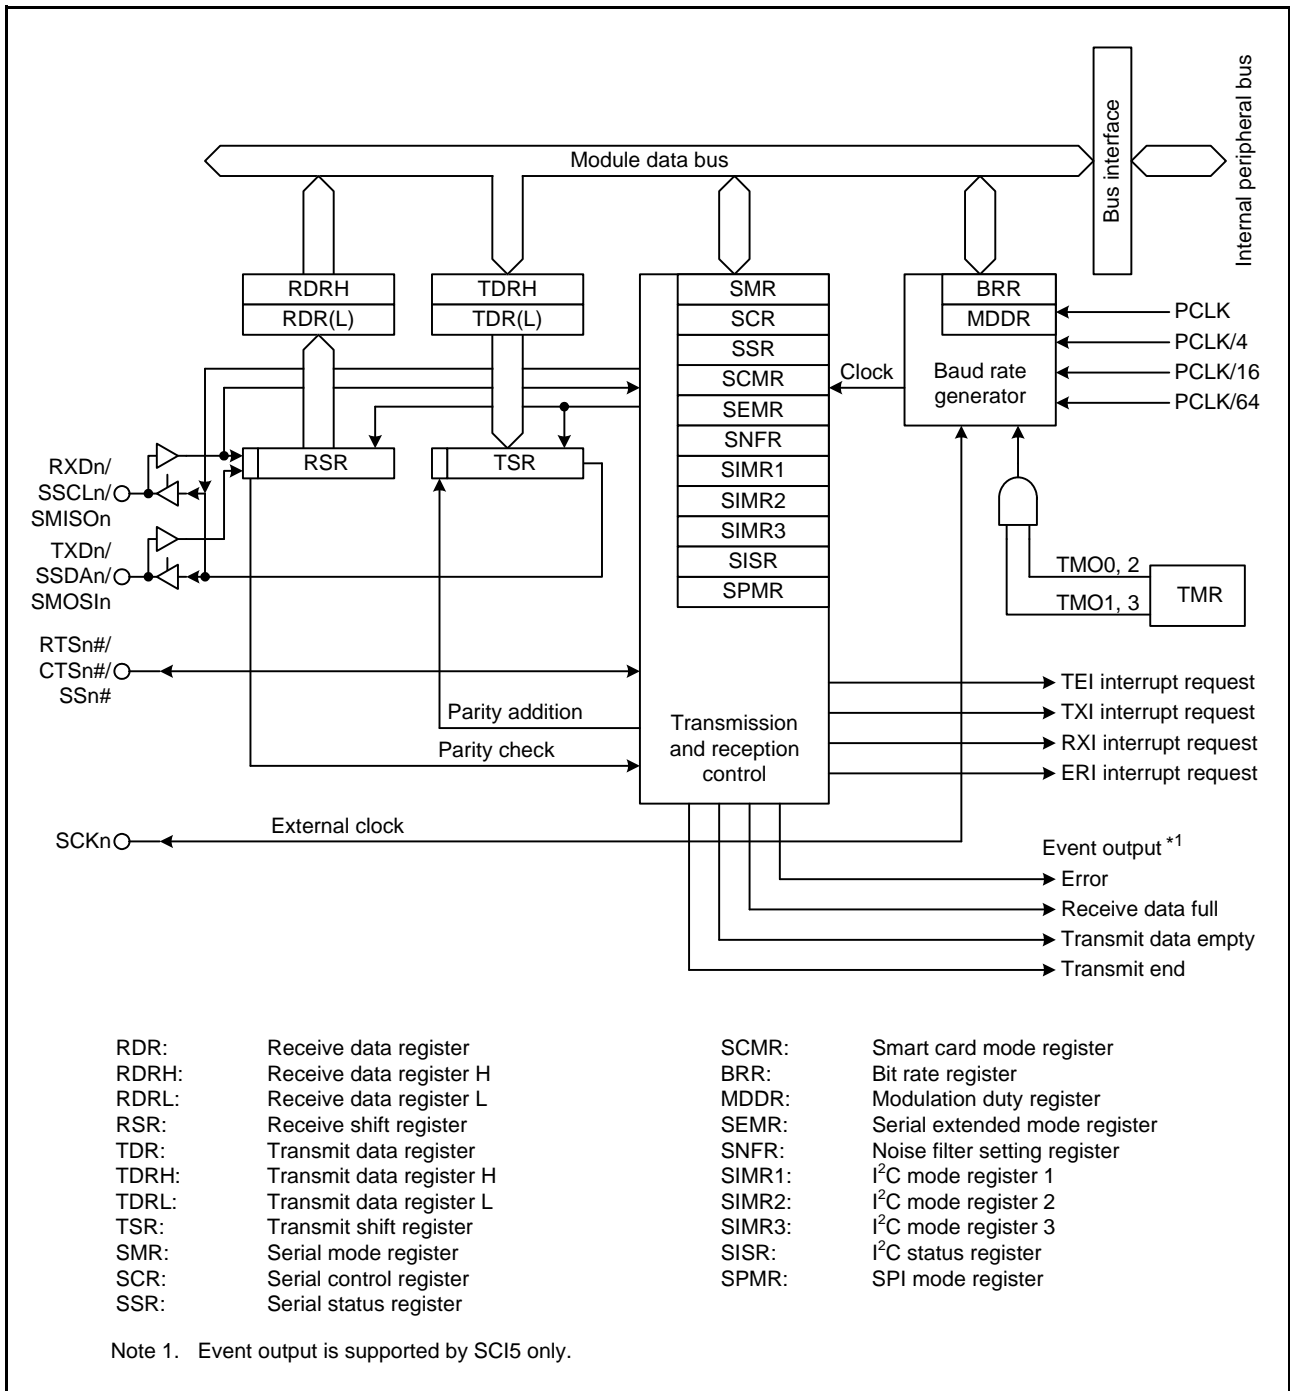 Module data bus
Bus interface
Internal peripheral bus
RDRH
RDR(L)
TDRH
TDR(L)
SMR
SCR
SSR
SCMR
SEMR
SNFR
SIMR1
SIMR2
SIMR3
SISR
SPMR
Transmission
and reception
control
BRR
MDDR
Baud rate
generator
Clock
PCLK
PCLK/4
PCLK/16
PCLK/64
RSR
TSR
RXDn/
SSCLn/
SMISOn
TXDn/
SSDAn/
SMOSIn
TMO0, 2
TMO1, 3
TMR
RTSn#/
CTSn#/
SSn#
Parity addition
Parity check
TEI interrupt request
TXI interrupt request
RXI interrupt request
ERI interrupt request
SCKn
External clock
Event output *1
Error
Receive data full
Transmit data empty
Transmit end
RDR: Receive data register
RDRH: Receive data register H
RDRL: Receive data register L
RSR: Receive shift register
TDR: Transmit data register
TDRH: Transmit data register H
TDRL: Transmit data register L
TSR: Transmit shift register
SMR: Serial mode register
SCR: Serial control register
SSR: Serial status register
SCMR: Smart card mode register
BRR: Bit rate register
MDDR: Modulation duty register
SEMR: Serial extended mode register
SNFR: Noise filter setting register
SIMR1: I²C mode register 1
SIMR2: I²C mode register 2
SIMR3: I²C mode register 3
SISR: I²C status register
SPMR: SPI mode register
Note 1. Event output is supported by SCI5 only.